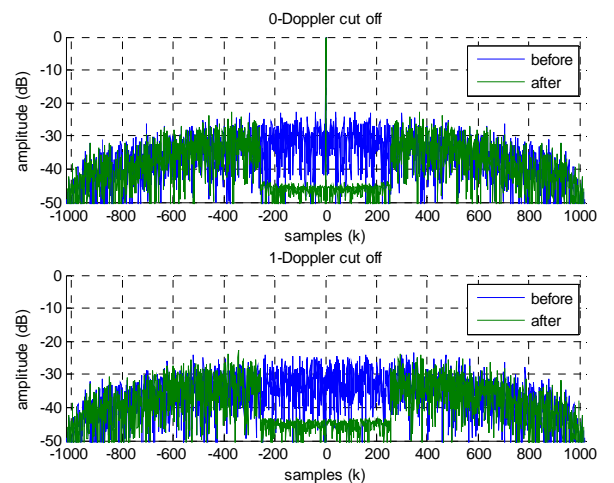 0-Doppler cut off
0
-10
-20
-30
-40
-50
amplitude (dB)
before
after
-1000 -800 -600 -400 -200 0 200 400 600 800 1000
samples (k)
1-Doppler cut off
0
-10
-20
-30
-40
-50
amplitude (dB)
before
after
-1000 -800 -600 -400 -200 0 200 400 600 800 1000
samples (k)